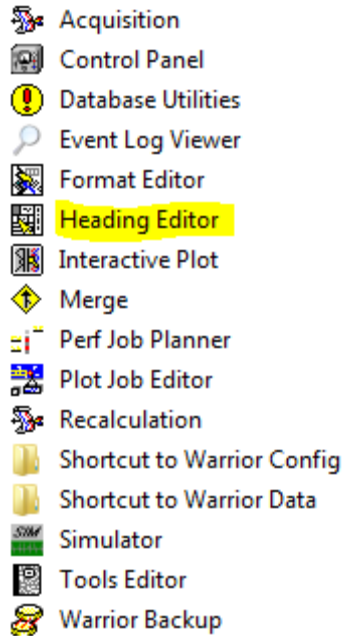 Acquisition
Control Panel
Database Utilities
Event Log Viewer
Format Editor
Heading Editor
Interactive Plot
Merge
Perf Job Planner
Plot Job Editor
Recalculation
Shortcut to Warrior Config
Shortcut to Warrior Data
SIM
Simulator
Tools Editor
Warrior Backup